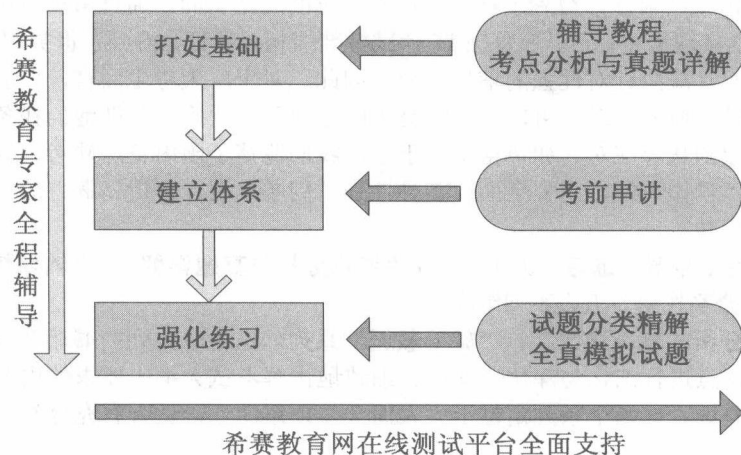 希赛教育专家全程辅导
打好基础
辅导教程
考点分析与真题详解
建立体系
考前串讲
强化练习
试题分类精解
全真模拟试题
希赛教育网在线测试平台全面支持